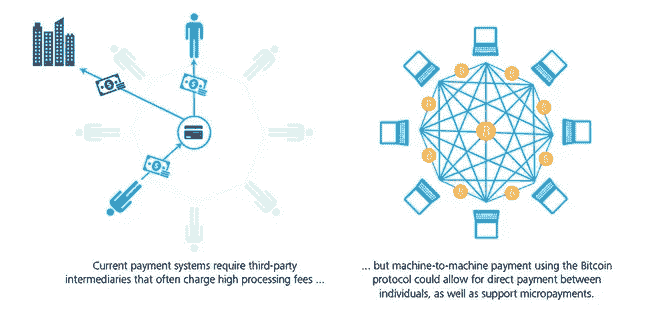 Current payment systems require third-party
intermediaries that often charge high processing fees ...
... but machine-to-machine payment using the Bitcoin
protocol could allow for direct payment between
individuals, as well as support micropayments.